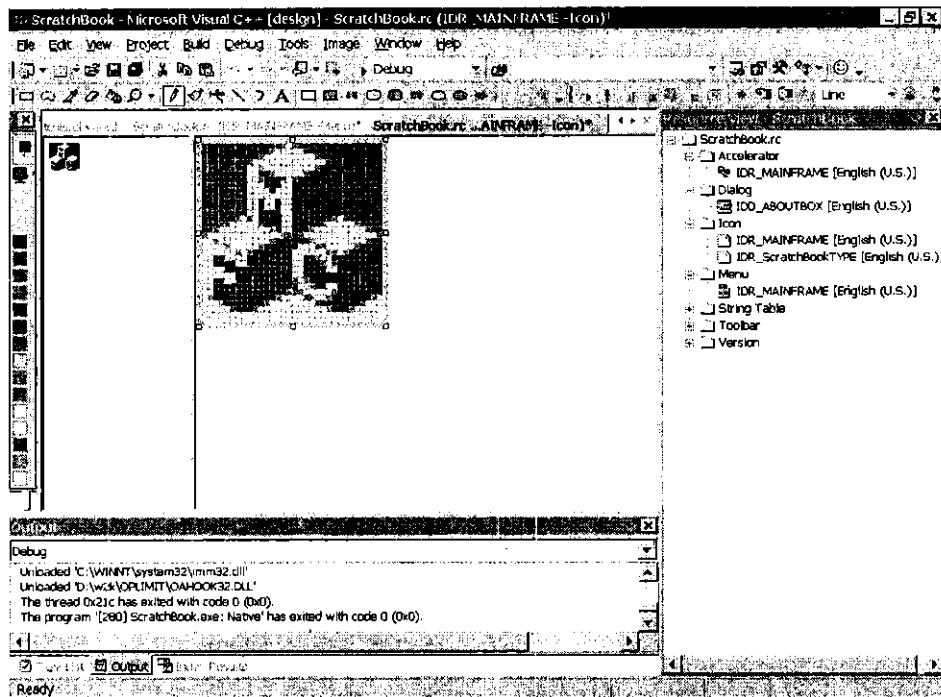 ScratchBook - Microsoft Visual C++ [design] - ScratchBook.rc (IDR_MAINFRAME - Icon)*
File Edit View Project Build Debug Tools Image Window Help
Debug
Line
ScratchBook.rc ...AINFRAME - Icon)*
ScratchBook.rc
Accelerator
IDR_MAINFRAME [English (U.S.)]
Dialog
IDD_ABOUTBOX [English (U.S.)]
Icon
IDR_MAINFRAME [English (U.S.)]
IDR_ScratchBookTYPE [English (U.S.)
Menu
IDR_MAINFRAME [English (U.S.)]
String Table
Toolbar
Version
Output
Debug
Unloaded 'C:\WINNT\system32\imm32.dll'
Unloaded 'D:\w2k\OPLIMIT\OAHOOK32.DLL'
The thread 0x21c has exited with code 0 (0x0).
The program '[280] ScratchBook.exe: Native' has exited with code 0 (0x0).
Output
Ready